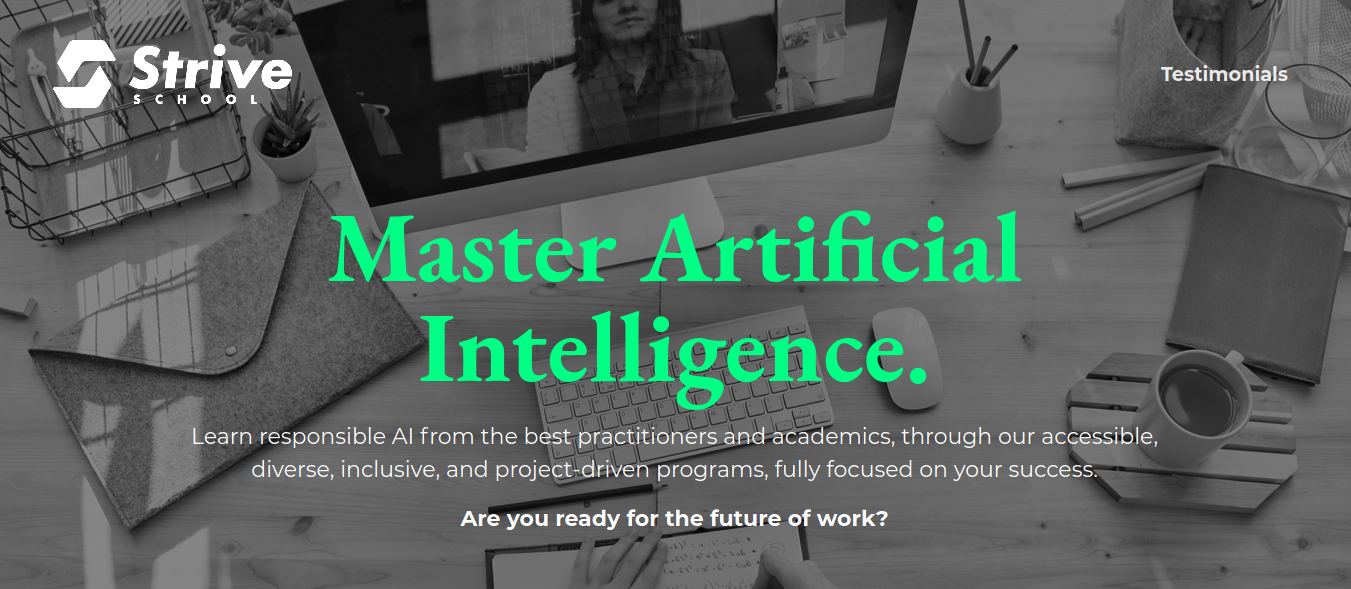 Strive
SCHOOL
Testimonials
Master Artificial
Intelligence.
Learn responsible AI from the best practitioners and academics, through our accessible,
diverse, inclusive, and project-driven programs, fully focused on your success.
Are you ready for the future of work?